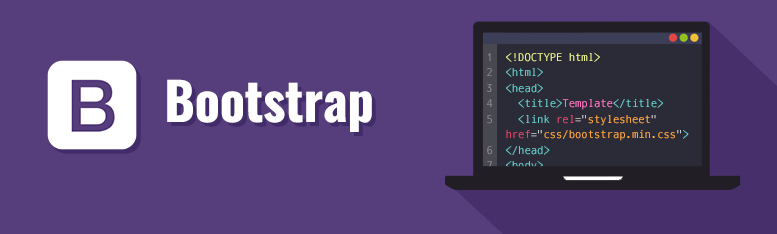 B
Bootstrap
1 <!DOCTYPE html>
2 <html>
3 <head>
4 <title>Template</title>
5 <link rel="stylesheet"
href="css/bootstrap.min.css">
6 </head>
7 <body>